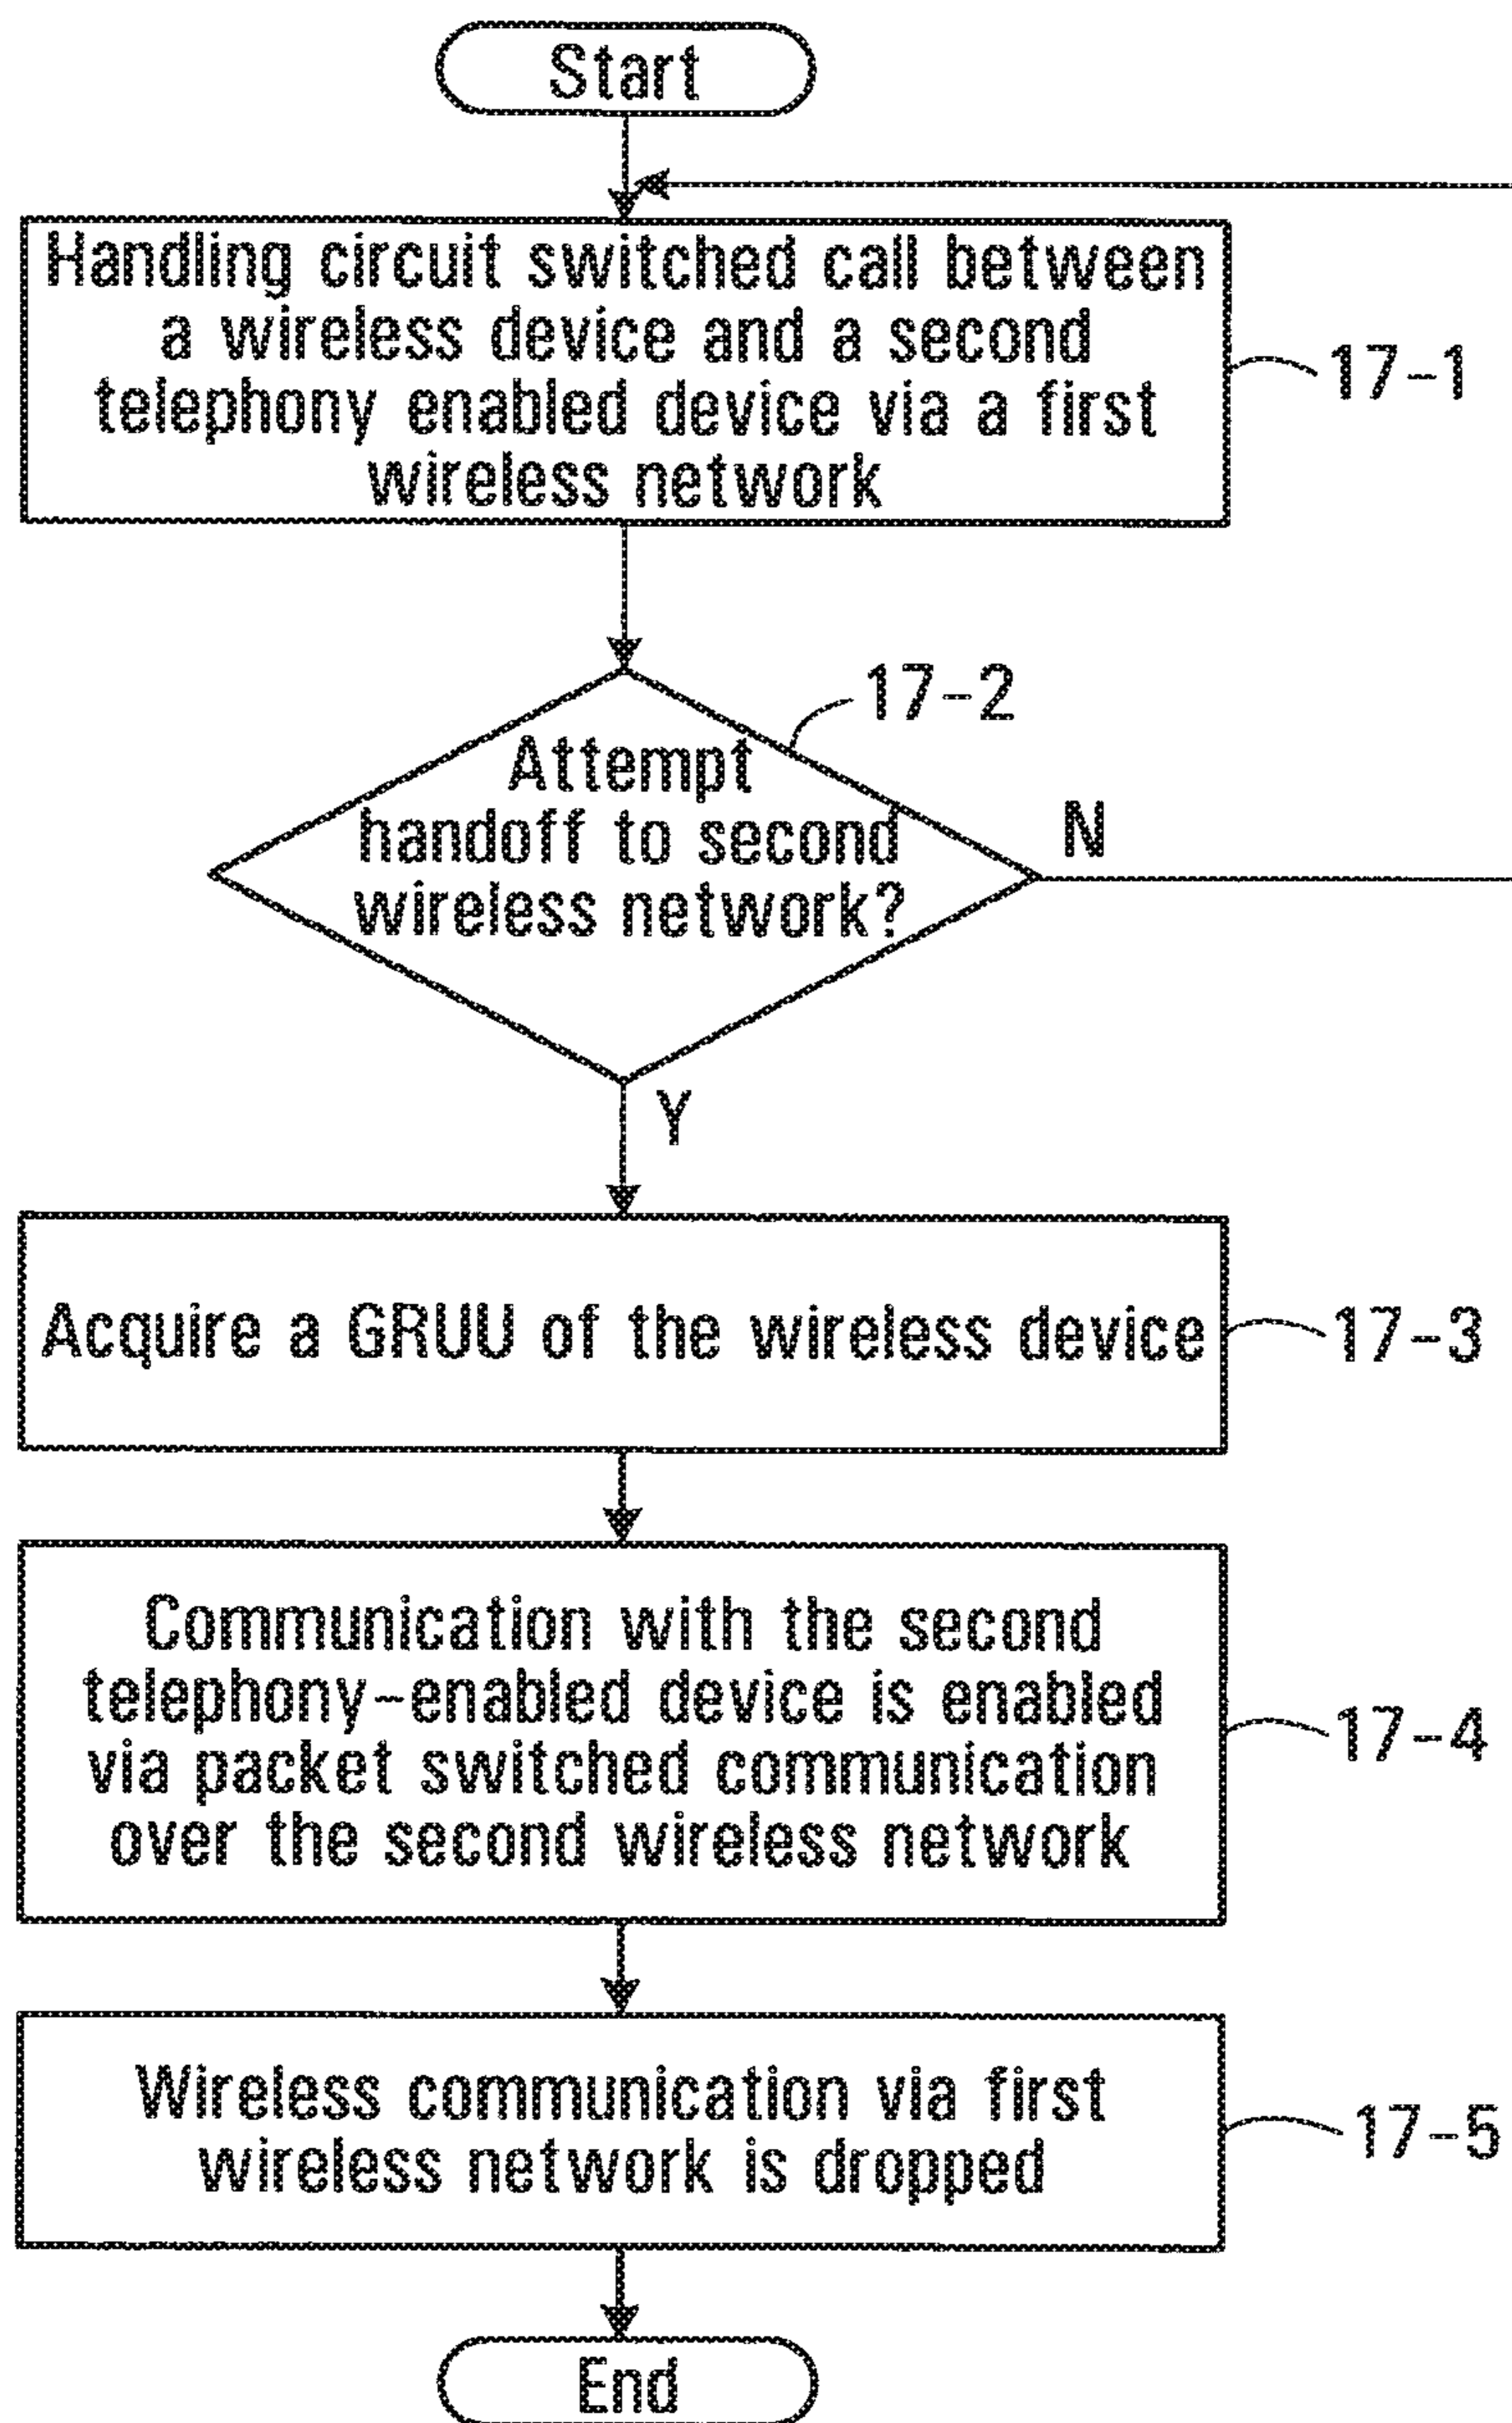 Start
Handling circuit switched call between
a wireless device and a second
telephony enabled device via a first
wireless network
17-1
17-2
Attempt
handoff to second
wireless network?
N
Y
Acquire a GRUU of the wireless device
17-3
Communication with the second
telephony-enabled device is enabled
via packet switched communication
over the second wireless network
17-4
Wireless communication via first
wireless network is dropped
17-5
End